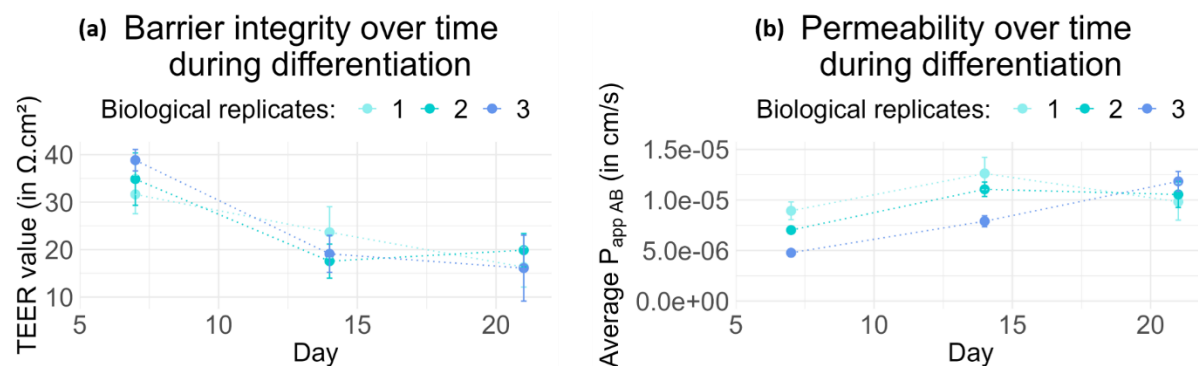 (a) Barrier integrity over time
during differentiation
Biological replicates: 1 2 3
TEER value (in Ω.cm²)
40
30
20
10
5 10 15 20
Day
(b) Permeability over time
during differentiation
Biological replicates: 1 2 3
Average P app AB (in cm/s)
1.5e-05
1.0e-05
5.0e-06
0.0e+00
5 10 15 20
Day